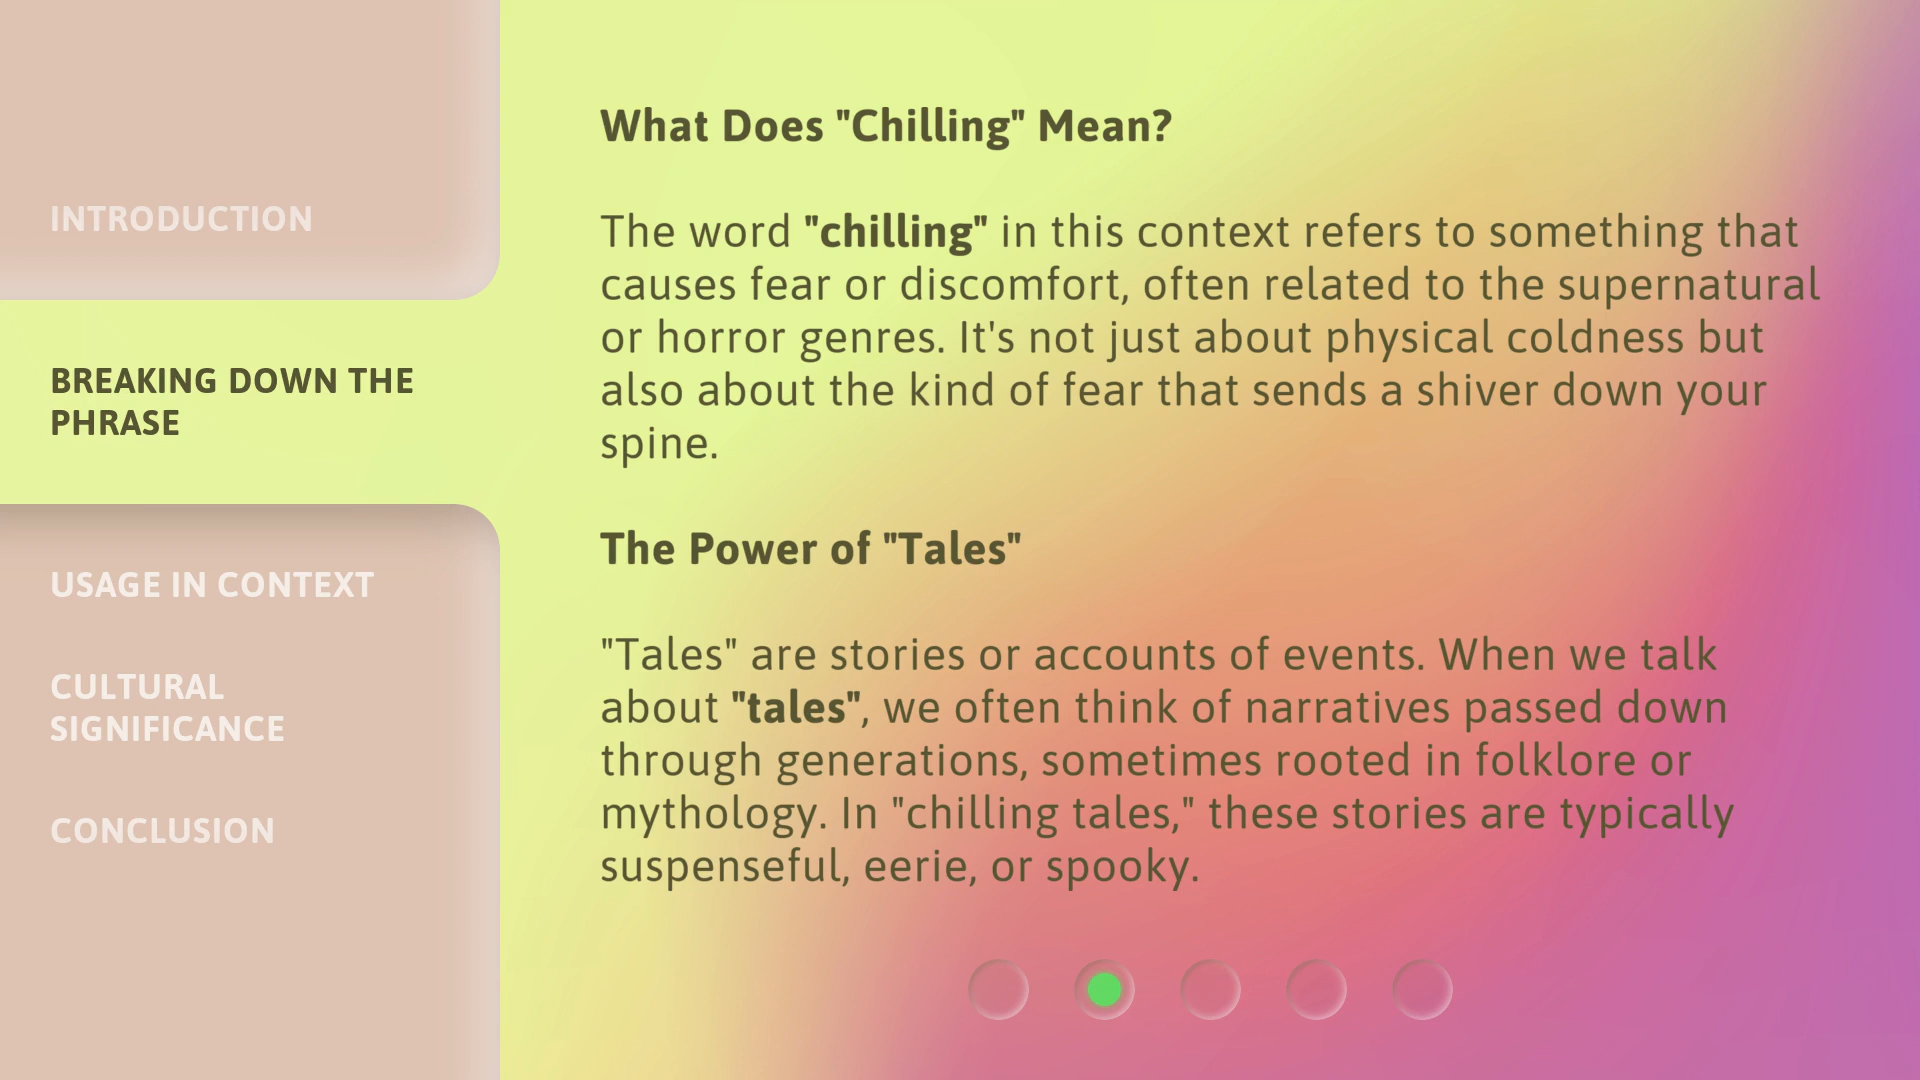 INTRODUCTION
BREAKING DOWN THE
PHRASE
USAGE IN CONTEXT
CULTURAL
SIGNIFICANCE
CONCLUSION
What Does "Chilling" Mean?
The word "chilling" in this context refers to something that
causes fear or discomfort, often related to the supernatural
or horror genres. It's not just about physical coldness but
also about the kind of fear that sends a shiver down your
spine.
The Power of "Tales"
"Tales" are stories or accounts of events. When we talk
about "tales", we often think of narratives passed down
through generations, sometimes rooted in folklore or
mythology. In "chilling tales," these stories are typically
suspenseful, eerie, or spooky.